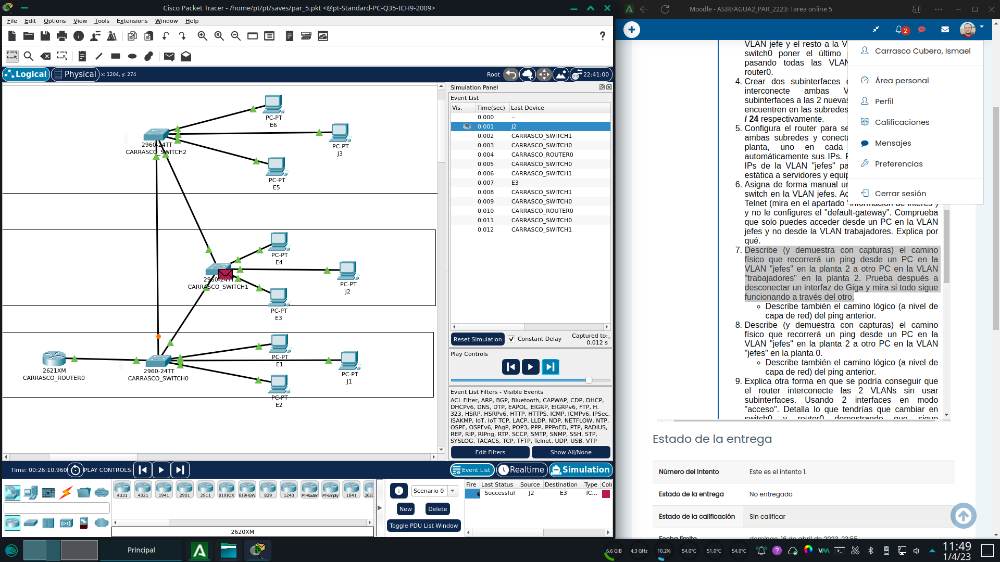 Cisco Packet Tracer - /home/pt/pt/saves/par_5.pkt <@pt-Standard-PC-Q35-ICH9-2009>
File Edit Options View Tools Extensions Window Help
?
Logical Physical x: 1204, y: 274
Root 22:41:00
PC-PT
E6
2960-24TT
CARRASCO_SWITCH2
PC-PT
J3
PC-PT
E5
PC-PT
E4
2960-24TT
CARRASCO_SWITCH1
PC-PT
J2
PC-PT
E3
PC-PT
E1
2621XM
CARRASCO_ROUTER0
2960-24TT
CARRASCO_SWITCH0
PC-PT
J1
PC-PT
E2
Simulation Panel
Event List
Vis. Time(sec) Last Device
0.000 --
0.001 J2
0.002 CARRASCO_SWITCH1
0.003 CARRASCO_SWITCH0
0.004 CARRASCO_ROUTER0
0.005 CARRASCO_SWITCH0
0.006 CARRASCO_SWITCH1
0.007 E3
0.008 CARRASCO_SWITCH1
0.009 CARRASCO_SWITCH0
0.010 CARRASCO_ROUTER0
0.011 CARRASCO_SWITCH0
0.012 CARRASCO_SWITCH1
Reset Simulation Constant Delay Captured to:
0.012 s
Play Controls
Event List Filters - Visible Events
ACL Filter, ARP, BGP, Bluetooth, CAPWAP, CDP, DHCP,
DHCPv6, DNS, DTP, EAPOL, EIGRP, EIGRPv6, FTP, H.
323, HSRP, HSRPv6, HTTP, HTTPS, ICMP, ICMPv6, IPSec,
ISAKMP, IoT, IoT TCP, LACP, LLDP, NDP, NETFLOW, NTP,
OSPF, OSPFv6, PAgP, POP3, PPP, PPPoED, PTP, RADIUS,
REP, RIP, RIPng, RTP, SCCP, SMTP, SNMP, SSH, STP,
SYSLOG, TACACS, TCP, TFTP, Telnet, UDP, USB, VTP
Edit Filters Show All/None
Time: 00:26:10.960 PLAY CONTROLS:
Event List Realtime Simulation
4331 4321 1941 2901 2911 819IOX 819HGW 829 1240 PT-Router PT-Empty 1841 2620
2620XM
Scenario 0
New Delete
Toggle PDU List Window
Fire Last Status Source Destination Type Colo
Successful J2 E3 IC...
Moodle - ASIR/AGUA2_PAR_2223: Tarea online 5
2
Carrasco Cubero, Ismael
Área personal
Perfil
Calificaciones
Mensajes
Preferencias
Cerrar sesión
VLAN jefe y el resto a la V
switch0 poner el último
pasando todas las VLAN
router0.
4. Crear dos subinterfaces
interconecte ambas V
subinterfaces a las 2 nuevas
encuentren en las subredes
/ 24 respectivamente.
5. Configura el router para se
ambas subredes y conecta
planta, uno en cada
automáticamente sus IPs.
IPs de la VLAN "jefes" pa
estática a servidores y equip
6. Asigna de forma manual un
switch en la VLAN jefes. Ac
Telnet (mira en el apartado "información de interés")
y no le configures el "default-gateway". Comprueba
que solo puedes acceder desde un PC en la VLAN
jefes y no desde la VLAN trabajadores. Explica por
qué.
7. Describe (y demuestra con capturas) el camino
físico que recorrerá un ping desde un PC en la
VLAN "jefes" en la planta 2 a otro PC en la VLAN
"trabajadores" en la planta 2. Prueba después a
desconectar un interfaz de Giga y mira si todo sigue
funcionando a través del otro.
Describe también el camino lógico (a nivel de
capa de red) del ping anterior.
8. Describe (y demuestra con capturas) el camino
físico que recorrerá un ping desde un PC en la
VLAN "jefes" en la planta 2 a otro PC en la VLAN
"jefes" en la planta 0.
Describe también el camino lógico (a nivel de
capa de red) del ping anterior.
9. Explica otra forma en que se podría conseguir que
el router interconecte las 2 VLANs sin usar
subinterfaces. Usando 2 interfaces en modo
"acceso". Detalla lo que tendrías que cambiar en
switch0 y router0 demostrando que sigue
Estado de la entrega
Número del intento Este es el intento 1.
Estado de la entrega No entregado
Estado de la calificación Sin calificar
Fecha límite domingo, 16 de abril de 2023, 23:55
Principal
6,6 GiB 4,3 GHz 10,2% 54,0°C 51,0°C 54,0°C
11:49
1/4/23